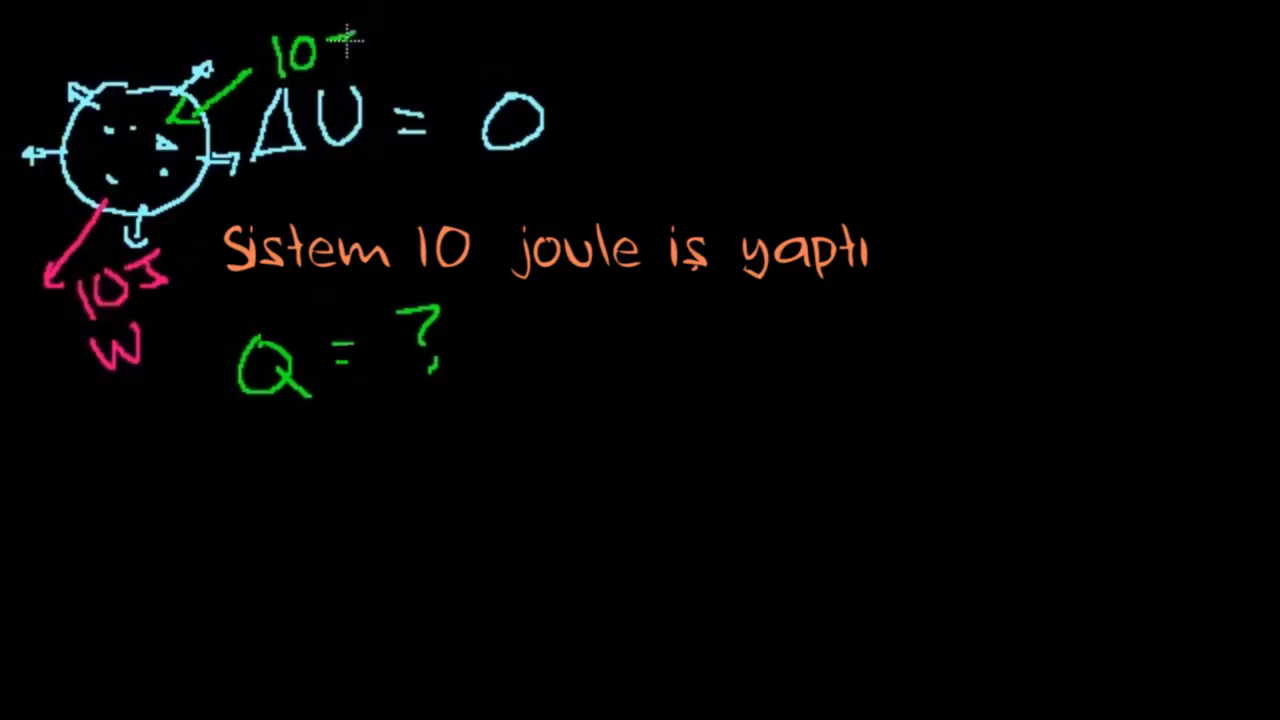 10
ΔU = 0
Sistem 10 joule iş yaptı
10J
W
Q = ?